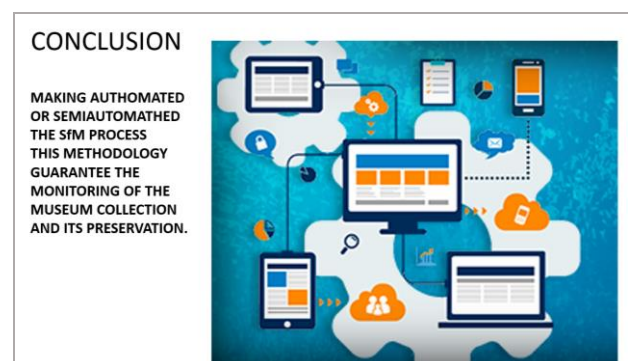 CONCLUSION
MAKING AUTHOMATED
OR SEMIAUTOMATHED
THE SfM PROCESS
THIS METHODOLOGY
GUARANTEE THE
MONITORING OF THE
MUSEUM COLLECTION
AND ITS PRESERVATION.